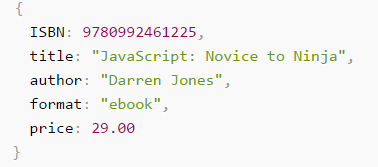 {
ISBN: 9780992461225,
title: "JavaScript: Novice to Ninja",
author: "Darren Jones",
format: "ebook",
price: 29.00
}